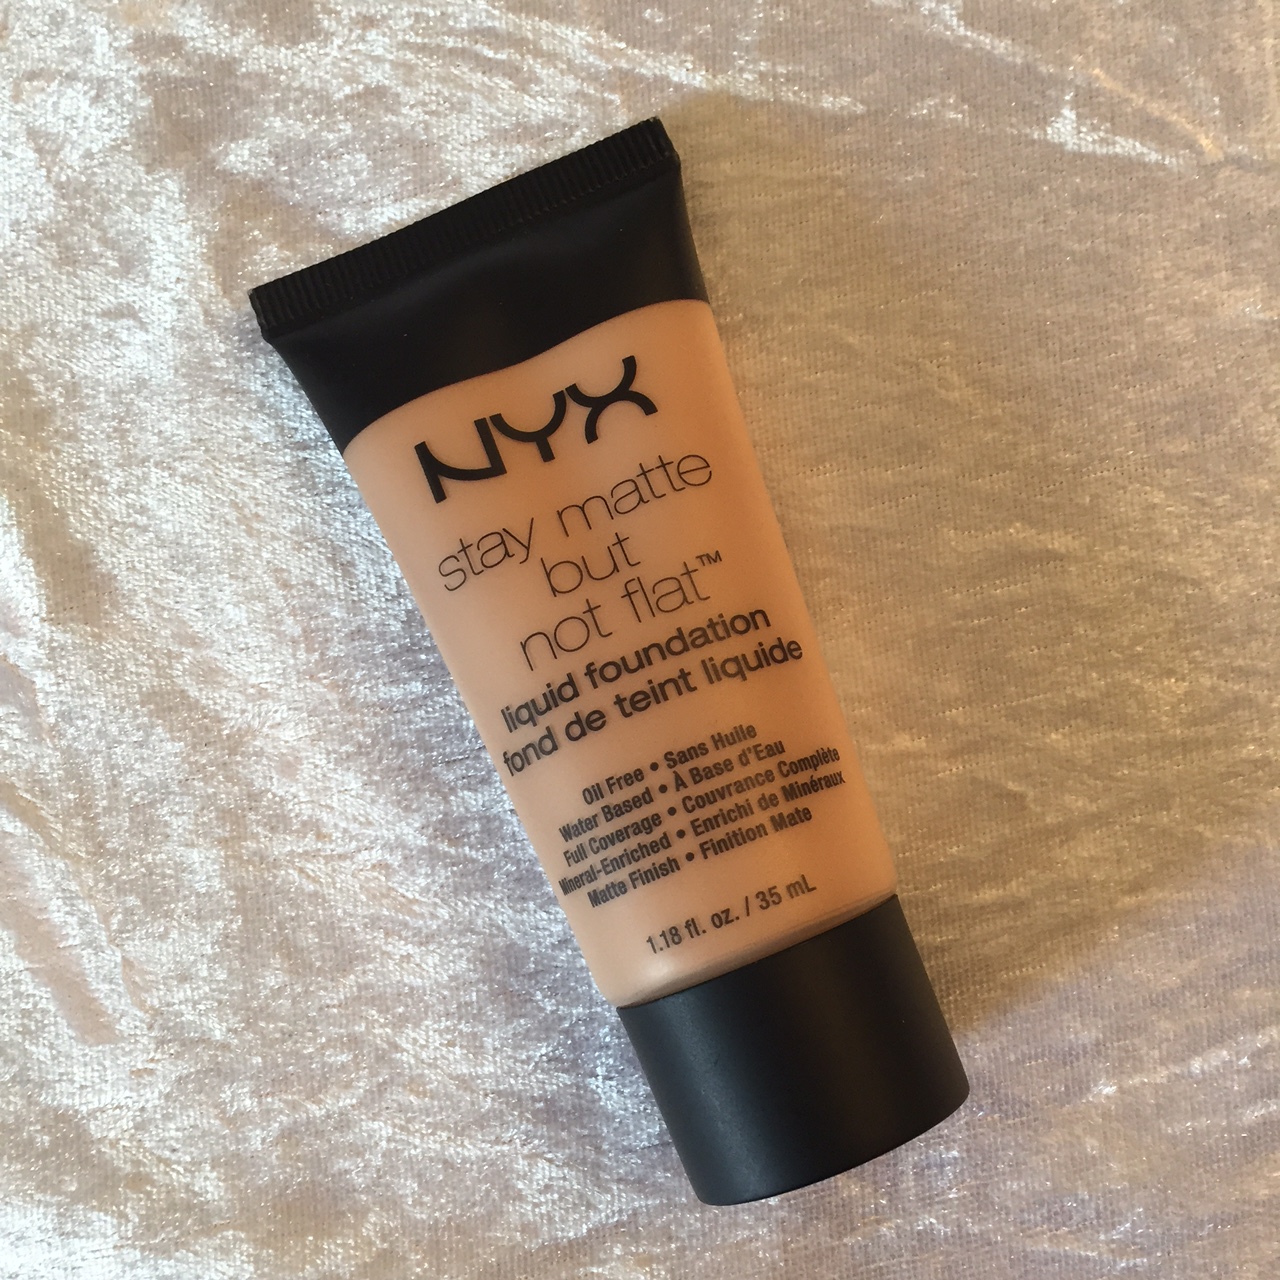 NYX
stay matte
but
not flat™
liquid foundation
fond de teint liquide
Oil Free • Sans Huile
Water Based • À Base d'Eau
Full Coverage • Couvrance Complète
Mineral-Enriched • Enrichi de Minéraux
Matte Finish • Finition Mate
1.18 fl. oz. / 35 mL